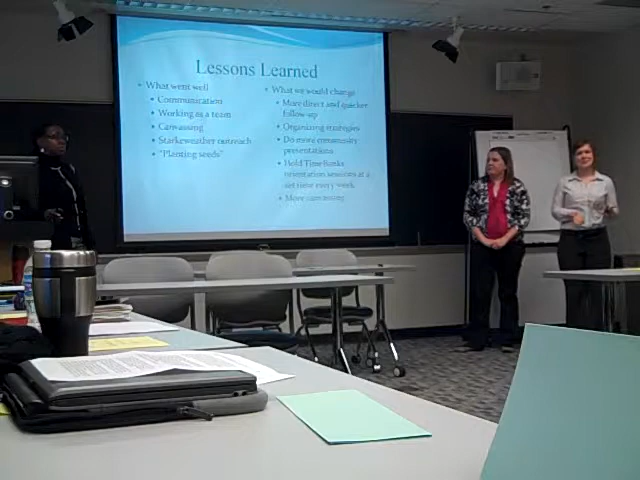 Lessons Learned
• What went well
• Communication
• Working as a team
• Canvassing
• Starkweather outreach
• "Planting seeds"
• What we would change
• More direct and quicker
follow-up
• Organizing strategies
• Do more community
presentations
• Hold TimeBanks
orientation sessions at a
set time every week
• More canvassing